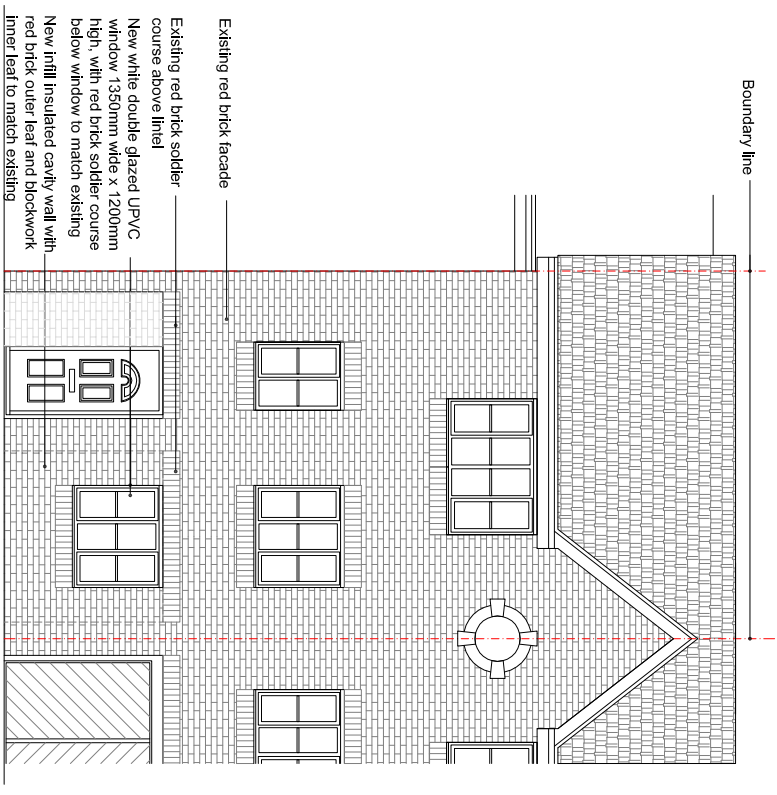 Boundary line
Existing red brick facade
Existing red brick soldier
course above lintel
New white double glazed UPVC
window 1350mm wide x 1200mm
high, with red brick soldier course
below window to match existing
New infill insulated cavity wall with
red brick outer leaf and blockwork
inner leaf to match existing